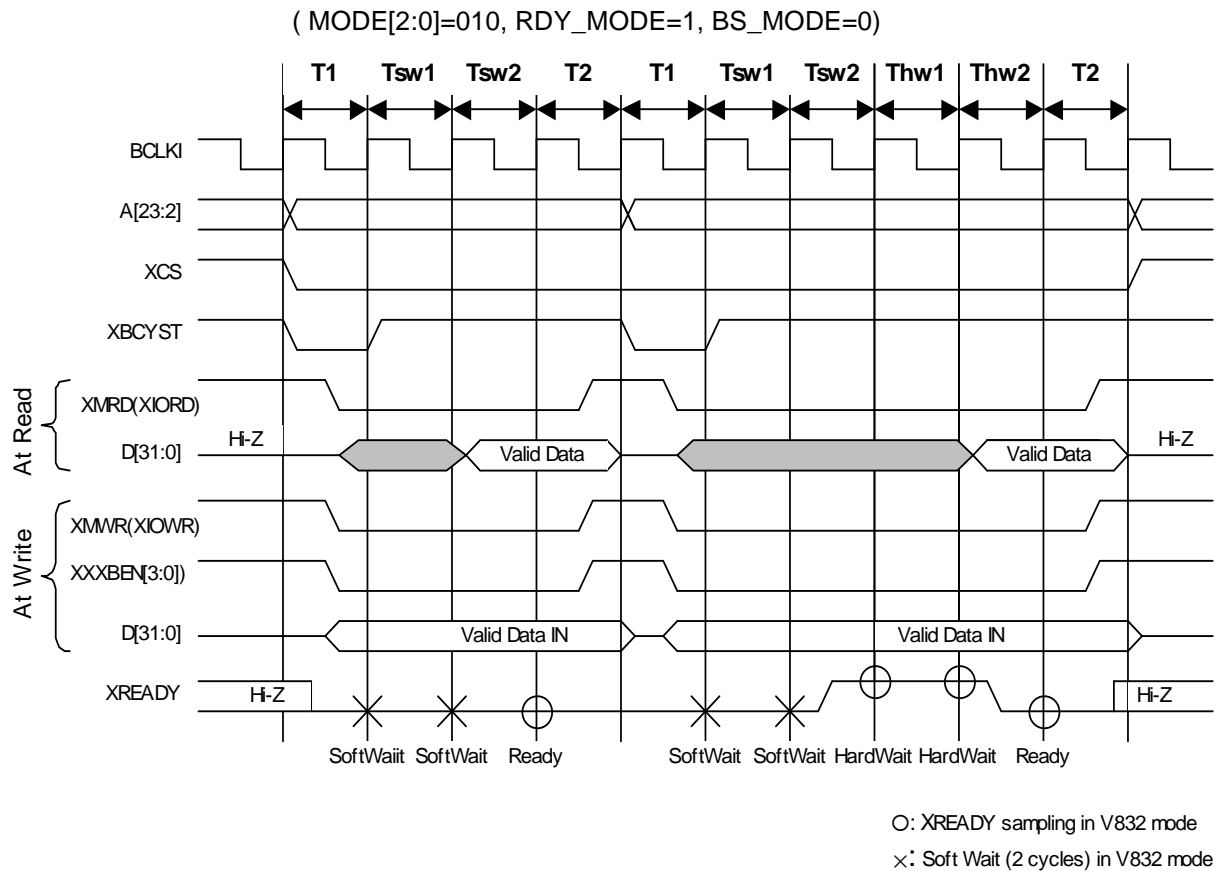 ( MODE[2:0]=010, RDY_MODE=1, BS_MODE=0)
T1 Tsw1 Tsw2 T2 T1 Tsw1 Tsw2 Thw1 Thw2 T2
BCLKI
A[23:2]
XCS
XBCYST
At Read
XMRD(XIORD)
D[31:0] Hi-Z Valid Data Valid Data Hi-Z
At Write
XMWR(XIOWR)
XXXBEN[3:0])
D[31:0] Valid Data IN Valid Data IN
XREADY Hi-Z Hi-Z
SoftWaiit SoftWait Ready SoftWait SoftWait HardWait HardWait Ready
O: XREADY sampling in V832 mode
×: Soft Wait (2 cycles) in V832 mode